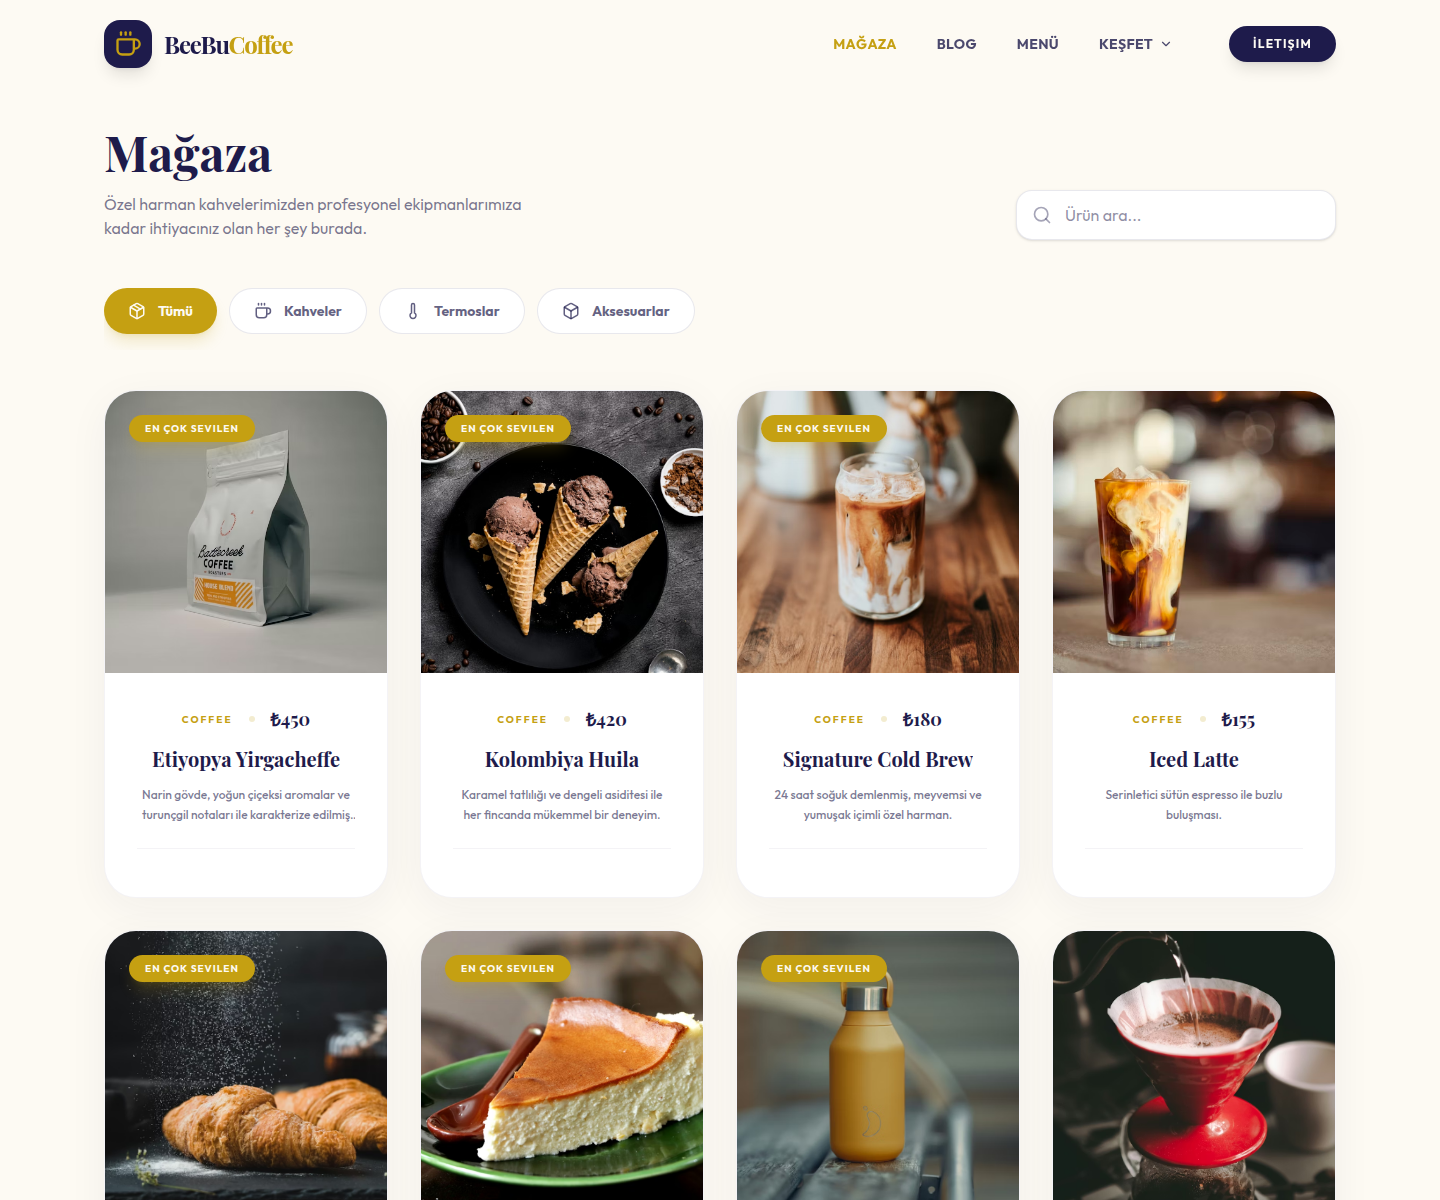 BeeBuCoffee
MAĞAZA
BLOG
MENÜ
KEŞFET
İLETİŞİM
Mağaza
Özel harman kahvelerimizden profesyonel ekipmanlarımıza
kadar ihtiyacınız olan her şey burada.
Ürün ara...
Tümü
Kahveler
Termoslar
Aksesuarlar
EN ÇOK SEVILEN
Battlecreek
COFFEE
ROASTERS
HOUSE BLEND
COFFEE
₺450
Etiyopya Yirgacheffe
Narin gövde, yoğun çiçeksi aromalar ve
turunçgil notaları ile karakterize edilmiş..
EN ÇOK SEVILEN
COFFEE
₺420
Kolombiya Huila
Karamel tatlılığı ve dengeli asiditesi ile
her fincanda mükemmel bir deneyim.
EN ÇOK SEVILEN
COFFEE
₺180
Signature Cold Brew
24 saat soğuk demlenmiş, meyvemsi ve
yumuşak içimli özel harman.
COFFEE
₺155
Iced Latte
Serinletici sütün espresso ile buzlu
buluşması.
EN ÇOK SEVILEN
EN ÇOK SEVILEN
EN ÇOK SEVILEN